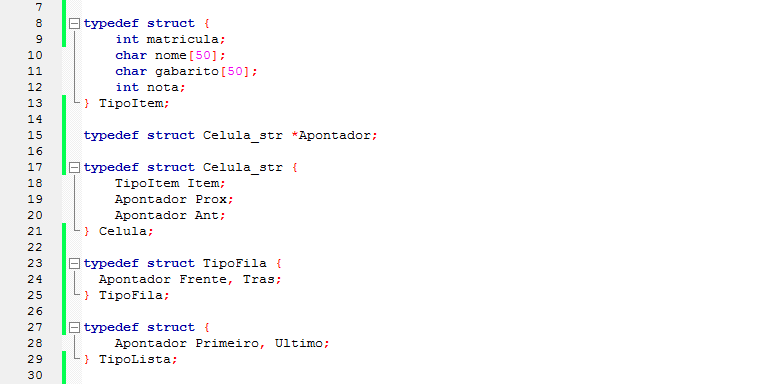 7
8 typedef struct {
9 int matricula;
10 char nome[50];
11 char gabarito[50];
12 int nota;
13 } TipoItem;
14
15 typedef struct Celula_str *Apontador;
16
17 typedef struct Celula_str {
18 TipoItem Item;
19 Apontador Prox;
20 Apontador Ant;
21 } Celula;
22
23 typedef struct TipoFila {
24 Apontador Frente, Tras;
25 } TipoFila;
26
27 typedef struct {
28 Apontador Primeiro, Ultimo;
29 } TipoLista;
30